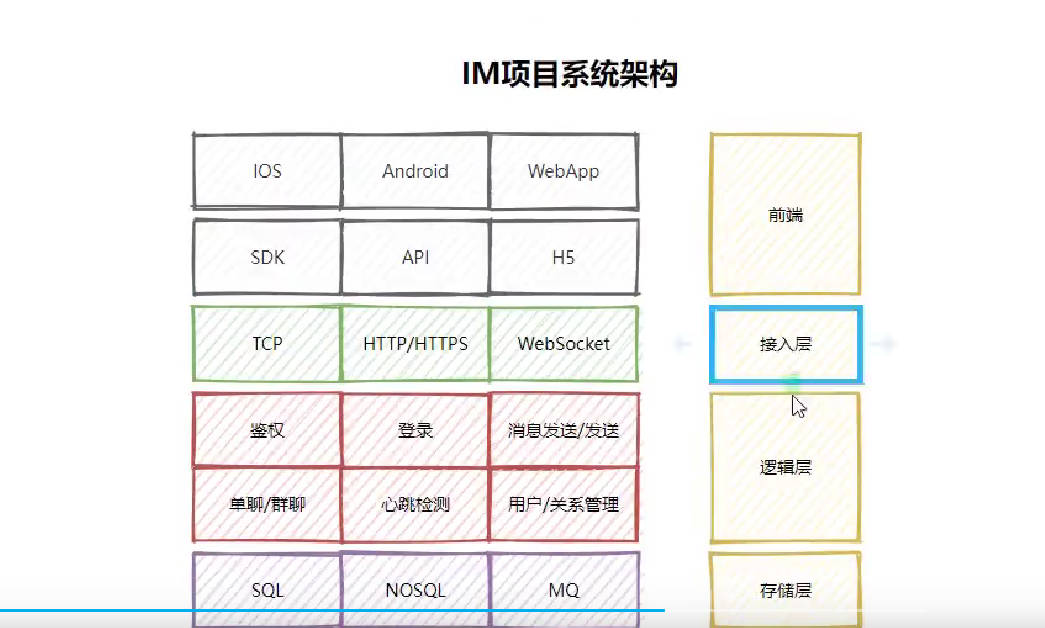 IM项目系统架构
IOS Android WebApp
前端
SDK API H5
TCP HTTP/HTTPS WebSocket 接入层
鉴权 登录 消息发送/发送
逻辑层
单聊/群聊 心跳检测 用户/关系管理
SQL NOSQL MQ 存储层